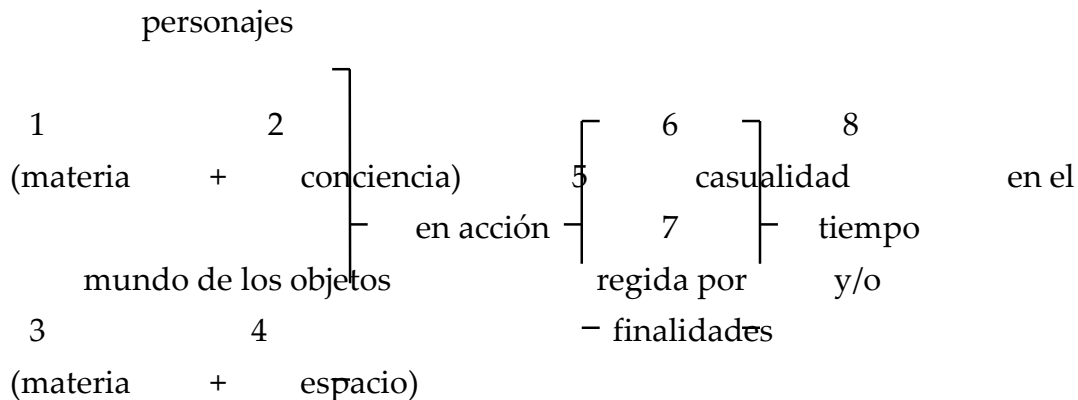 personajes
1 2 6 8
(materia + conciencia) 5 casualidad en el
en acción 7 tiempo
mundo de los objetos regida por y/o
3 4 finalidades
(materia + espacio)